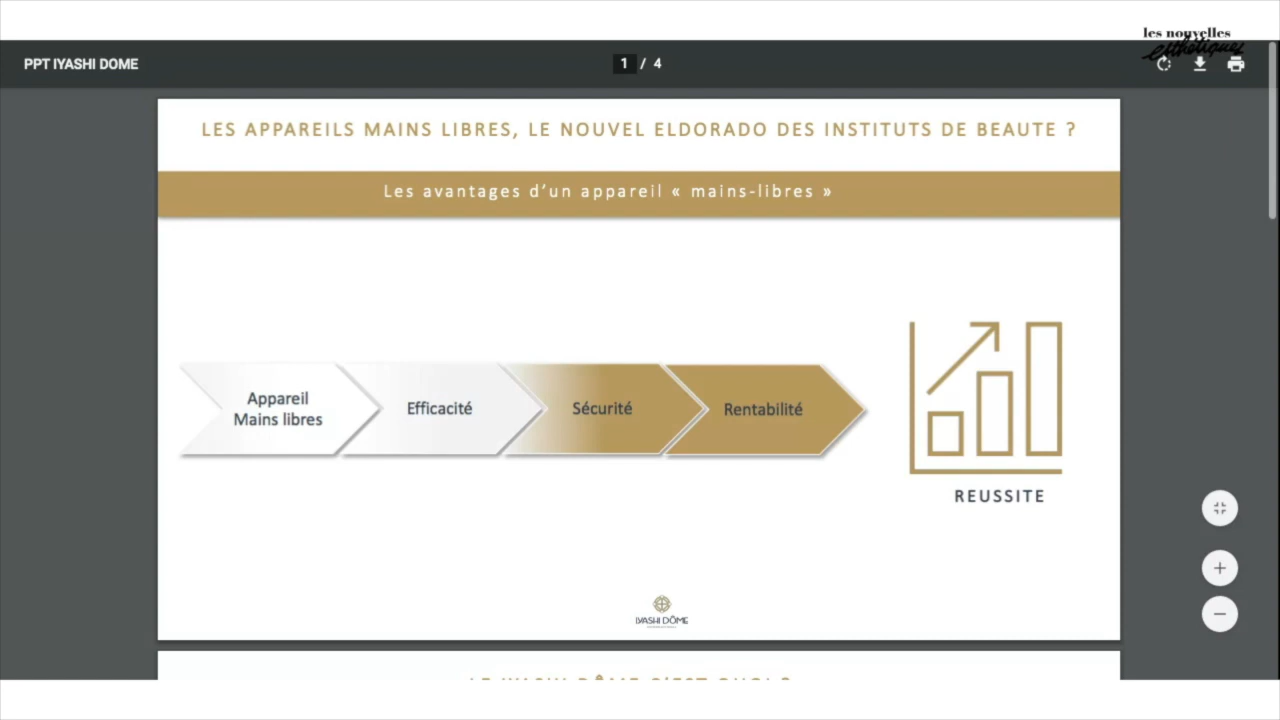 les nouvelles
esthétiques
PPT IYASHI DOME
1 / 4
LES APPAREILS MAINS LIBRES, LE NOUVEL ELDORADO DES INSTITUTS DE BEAUTE ?
Les avantages d’un appareil « mains-libres »
Appareil
Mains libres
Efficacité
Sécurité
Rentabilité
REUSSITE
IYASHI DÔME